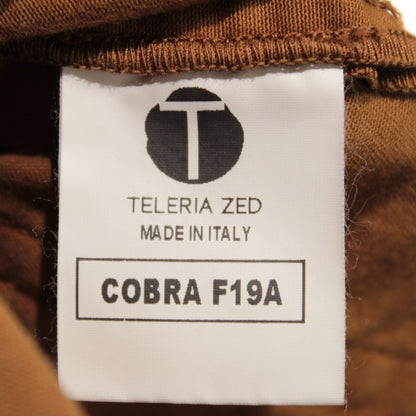 T
TELERIA ZED
MADE IN ITALY
COBRA F19A